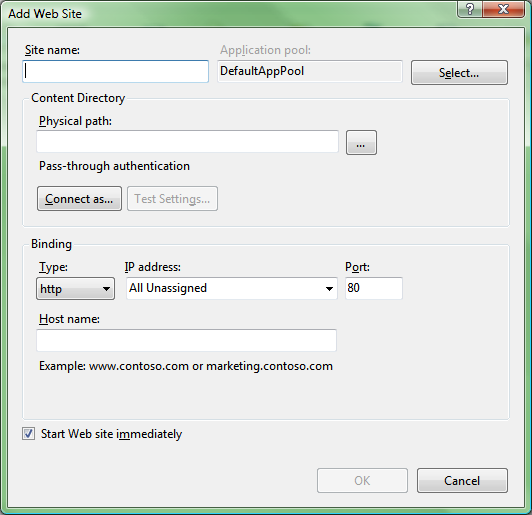 Add Web Site
Site name:
Application pool:
DefaultAppPool
Select...
Content Directory
Physical path:
...
Pass-through authentication
Connect as...
Test Settings...
Binding
Type:
IP address:
Port:
http
All Unassigned
80
Host name:
Example: www.contoso.com or marketing.contoso.com
Start Web site immediately
OK
Cancel